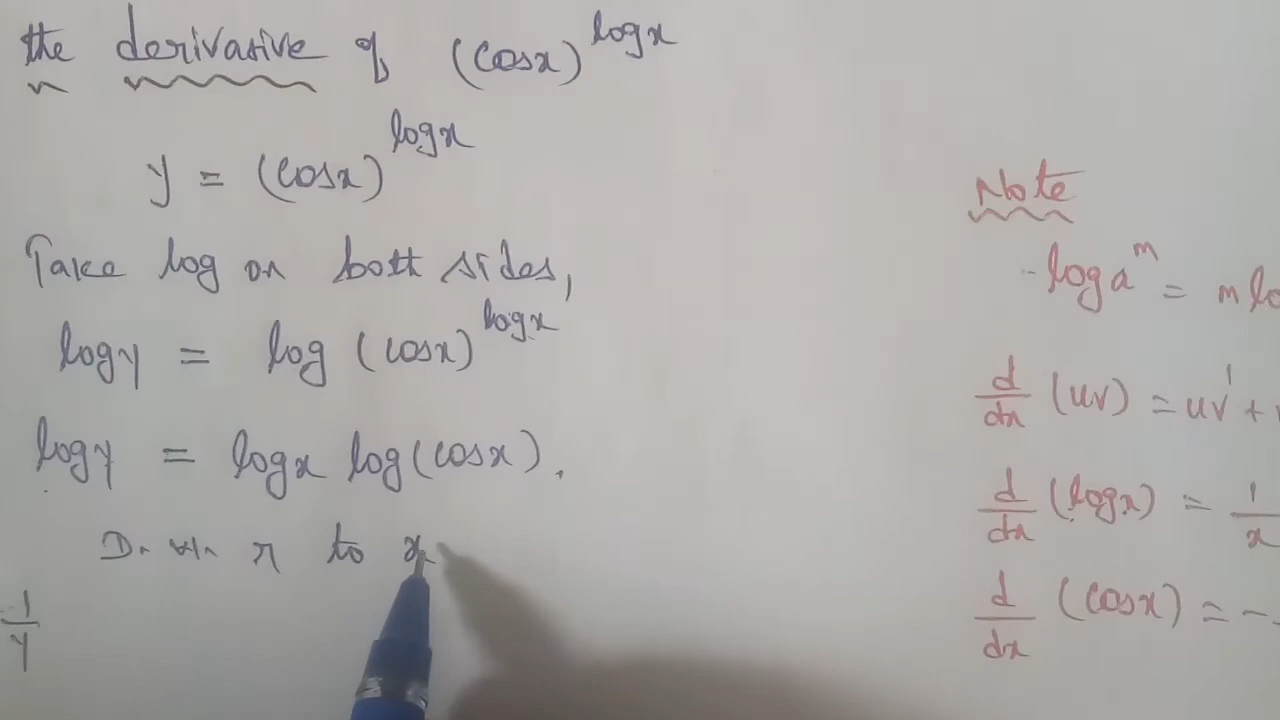 the derivative of (cosx)^logx
y = (cosx)^logx
Take log on both sides,
logy = log (cosx)^logx
logy = logx log(cosx).
D. w. r to x
1/y
Note
log a^m = m lo
d/dx (uv) = uv' +
d/dx (logx) = 1/x
d/dx (cosx) = -